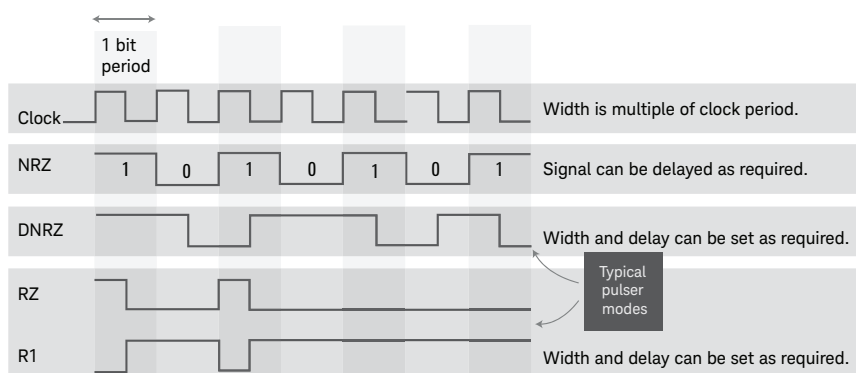 1 bit
period
Clock
Width is multiple of clock period.
NRZ
1 0 1 0 1 0 1
Signal can be delayed as required.
DNRZ
Width and delay can be set as required.
Typical
pulser
modes
RZ
R1
Width and delay can be set as required.